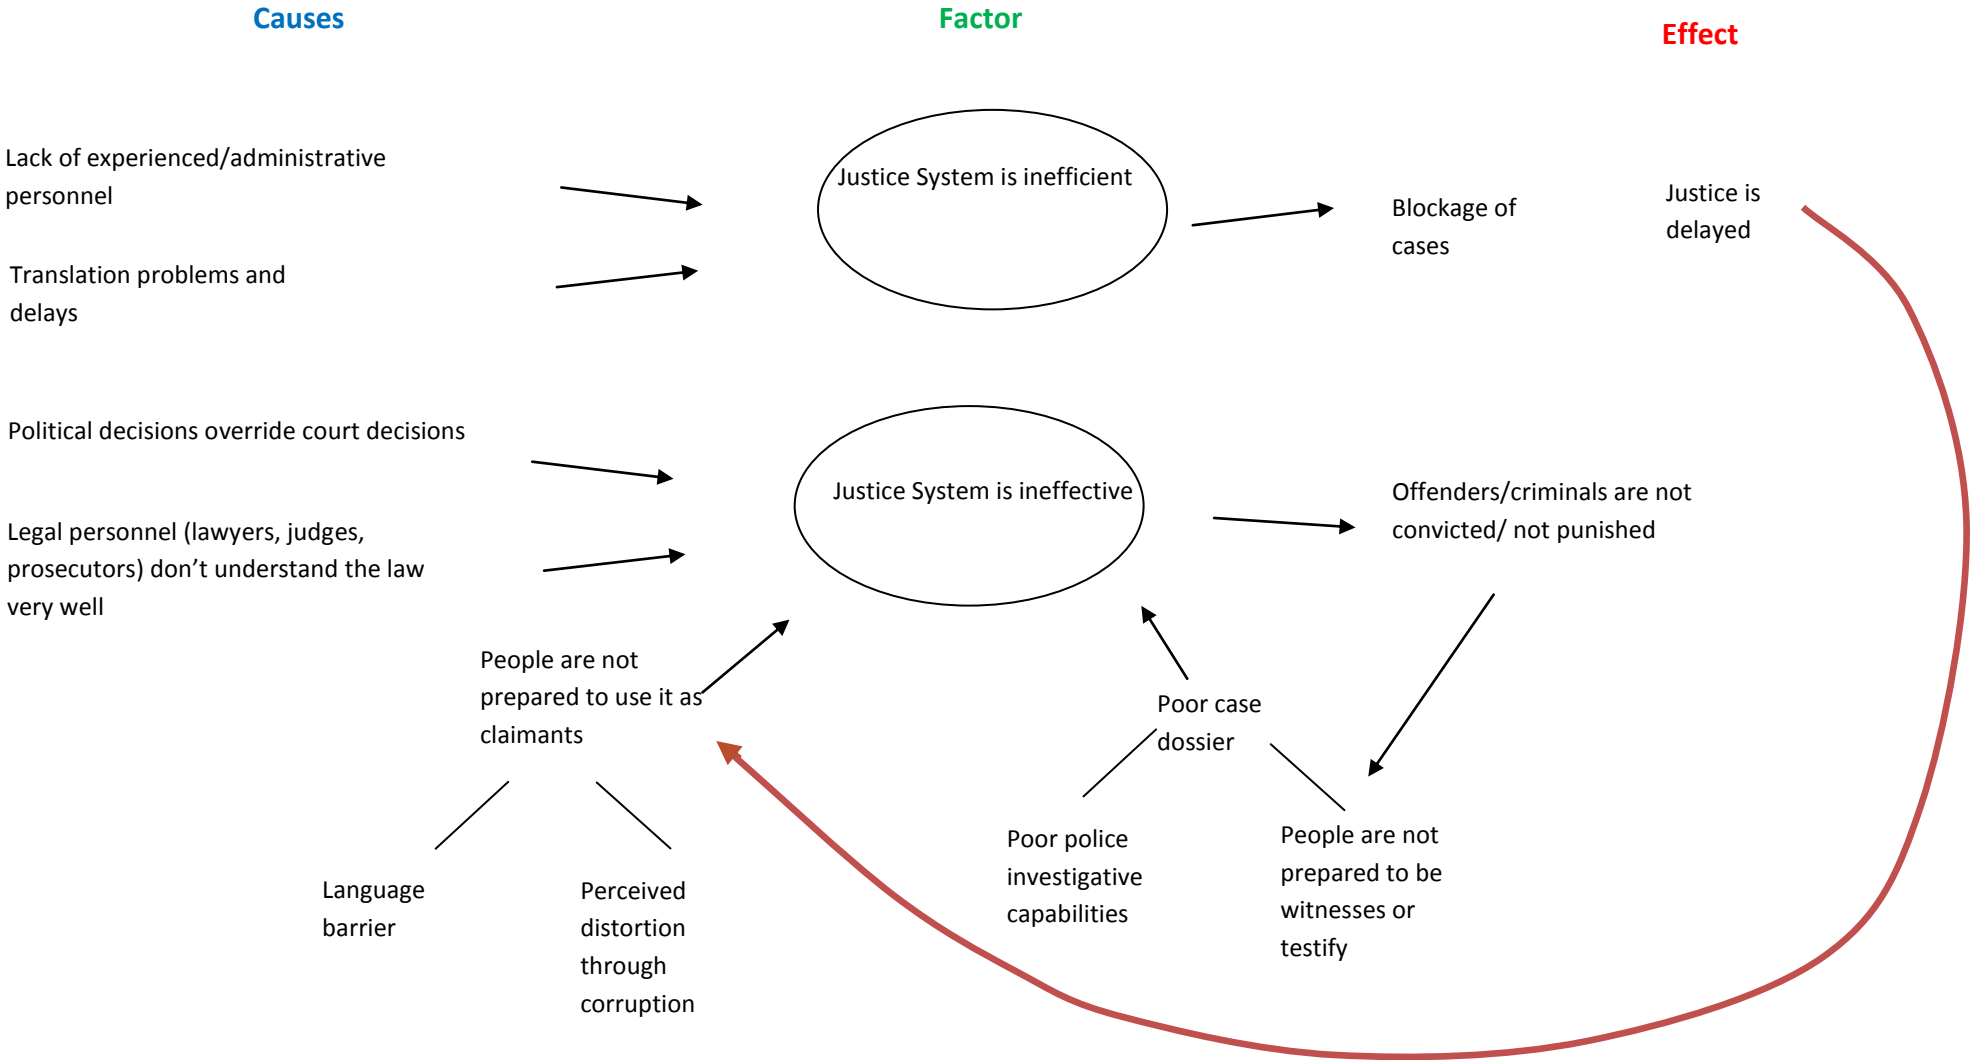 Causes
Factor
Effect
Lack of experienced/administrative
personnel
Justice System is inefficient
Blockage of
cases
Justice is
delayed
Translation problems and
delays
Political decisions override court decisions
Justice System is ineffective
Offenders/criminals are not
convicted/ not punished
Legal personnel (lawyers, judges,
prosecutors) don’t understand the law
very well
People are not
prepared to use it as
claimants
Poor case
dossier
Language
barrier
Perceived
distortion
through
corruption
Poor police
investigative
capabilities
People are not
prepared to be
witnesses or
testify